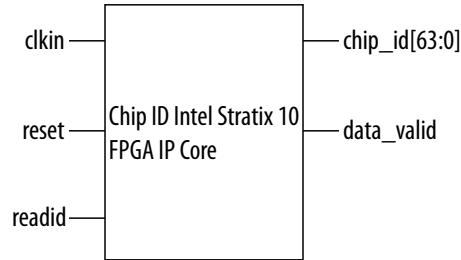 clkin
chip_id[63:0]
Chip ID Intel Stratix 10
reset
data_valid
FPGA IP Core
readid